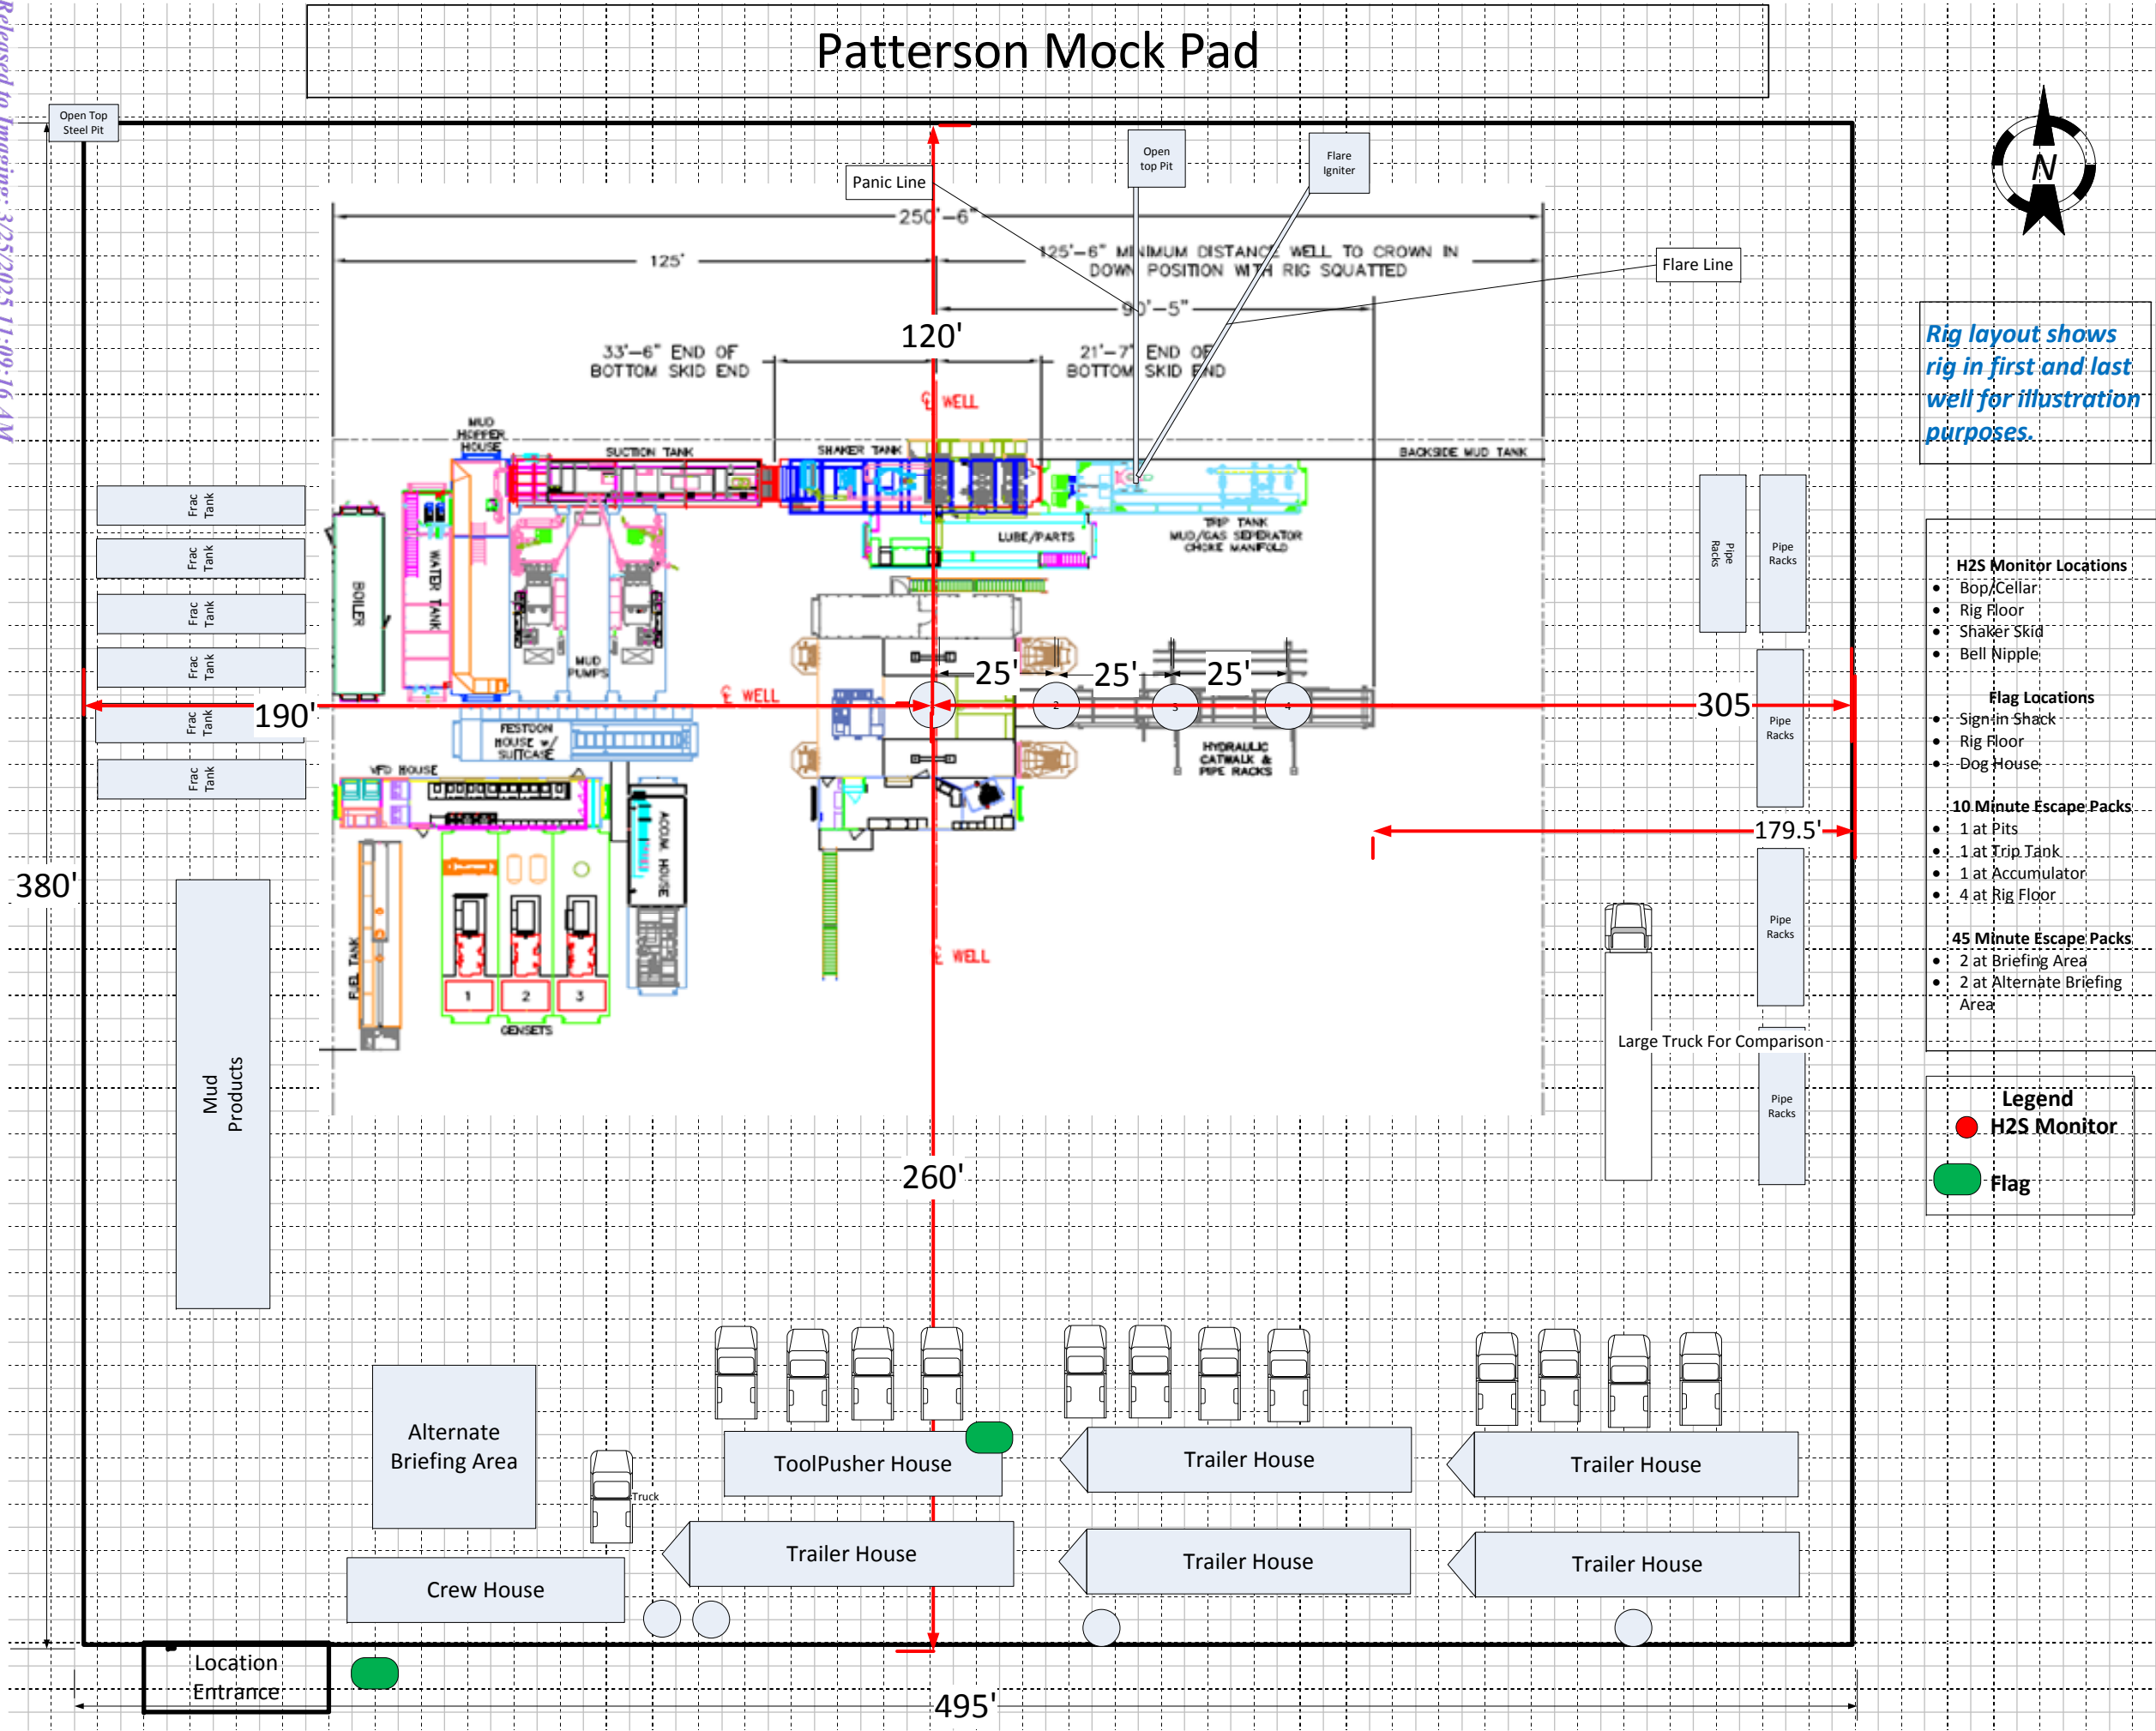 Released to Imaging: 3/25/2025 11:09:16 AM
Patterson Mock Pad
Open Top
Steel Pit
Panic Line
Open
top Pit
Flare
Igniter
Flare Line
N
250'-6"
125'
125'-6" MINIMUM DISTANCE WELL TO CROWN IN
DOWN POSITION WITH RIG SQUATTED
90'-5"
120'
33'-6" END OF
BOTTOM SKID END
21'-7" END OF
BOTTOM SKID END
℄ WELL
Rig layout shows
rig in first and last
well for illustration
purposes.
MUD
HOPPER
HOUSE
SUCTION TANK
SHAKER TANK
BACKSIDE MUD TANK
Frac
Tank
Frac
Tank
Frac
Tank
Frac
Tank
Frac
Tank
Frac
Tank
BOILER
WATER TANK
MUD
PUMPS
LUBE/PARTS
TRIP TANK
MUD/GAS SEPERATOR
CHOKE MANIFOLD
Pipe
Racks
Pipe
Racks
Pipe
Racks
Pipe
Racks
Pipe
Racks
25'
25'
25'
2
3
4
℄ WELL
190'
305
FESTOON
HOUSE w/
SUITCASE
HYDRAULIC
CATWALK &
PIPE RACKS
VFD HOUSE
ACCUM. HOUSE
179.5'
380'
FUEL TANK
1
2
3
GENSETS
℄ WELL
Large Truck For Comparison
Mud
Products
260'
H2S Monitor Locations
• Bop/Cellar
• Rig Floor
• Shaker Skid
• Bell Nipple
Flag Locations
• Sign in Shack
• Rig Floor
• Dog House
10 Minute Escape Packs
• 1 at Pits
• 1 at Trip Tank
• 1 at Accumulator
• 4 at Rig Floor
45 Minute Escape Packs
• 2 at Briefing Area
• 2 at Alternate Briefing
Area
Legend
H2S Monitor
Flag
Alternate
Briefing Area
Truck
ToolPusher House
Trailer House
Trailer House
Crew House
Trailer House
Trailer House
Trailer House
Location
Entrance
495'